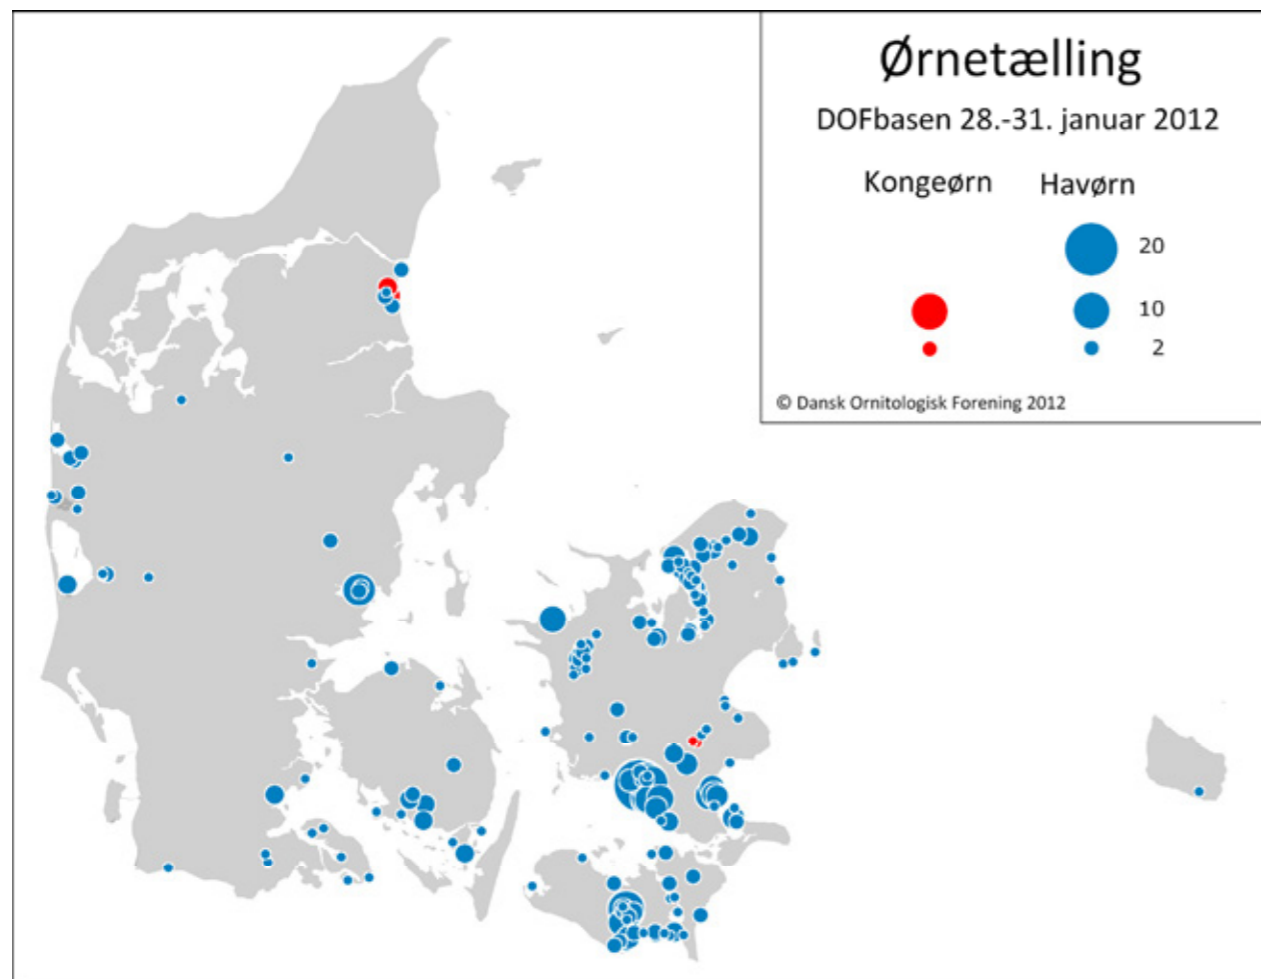 Ørnetælling
DOFbasen 28.-31. januar 2012
Kongeørn Havørn
20
10
2
© Dansk Ornitologisk Forening 2012